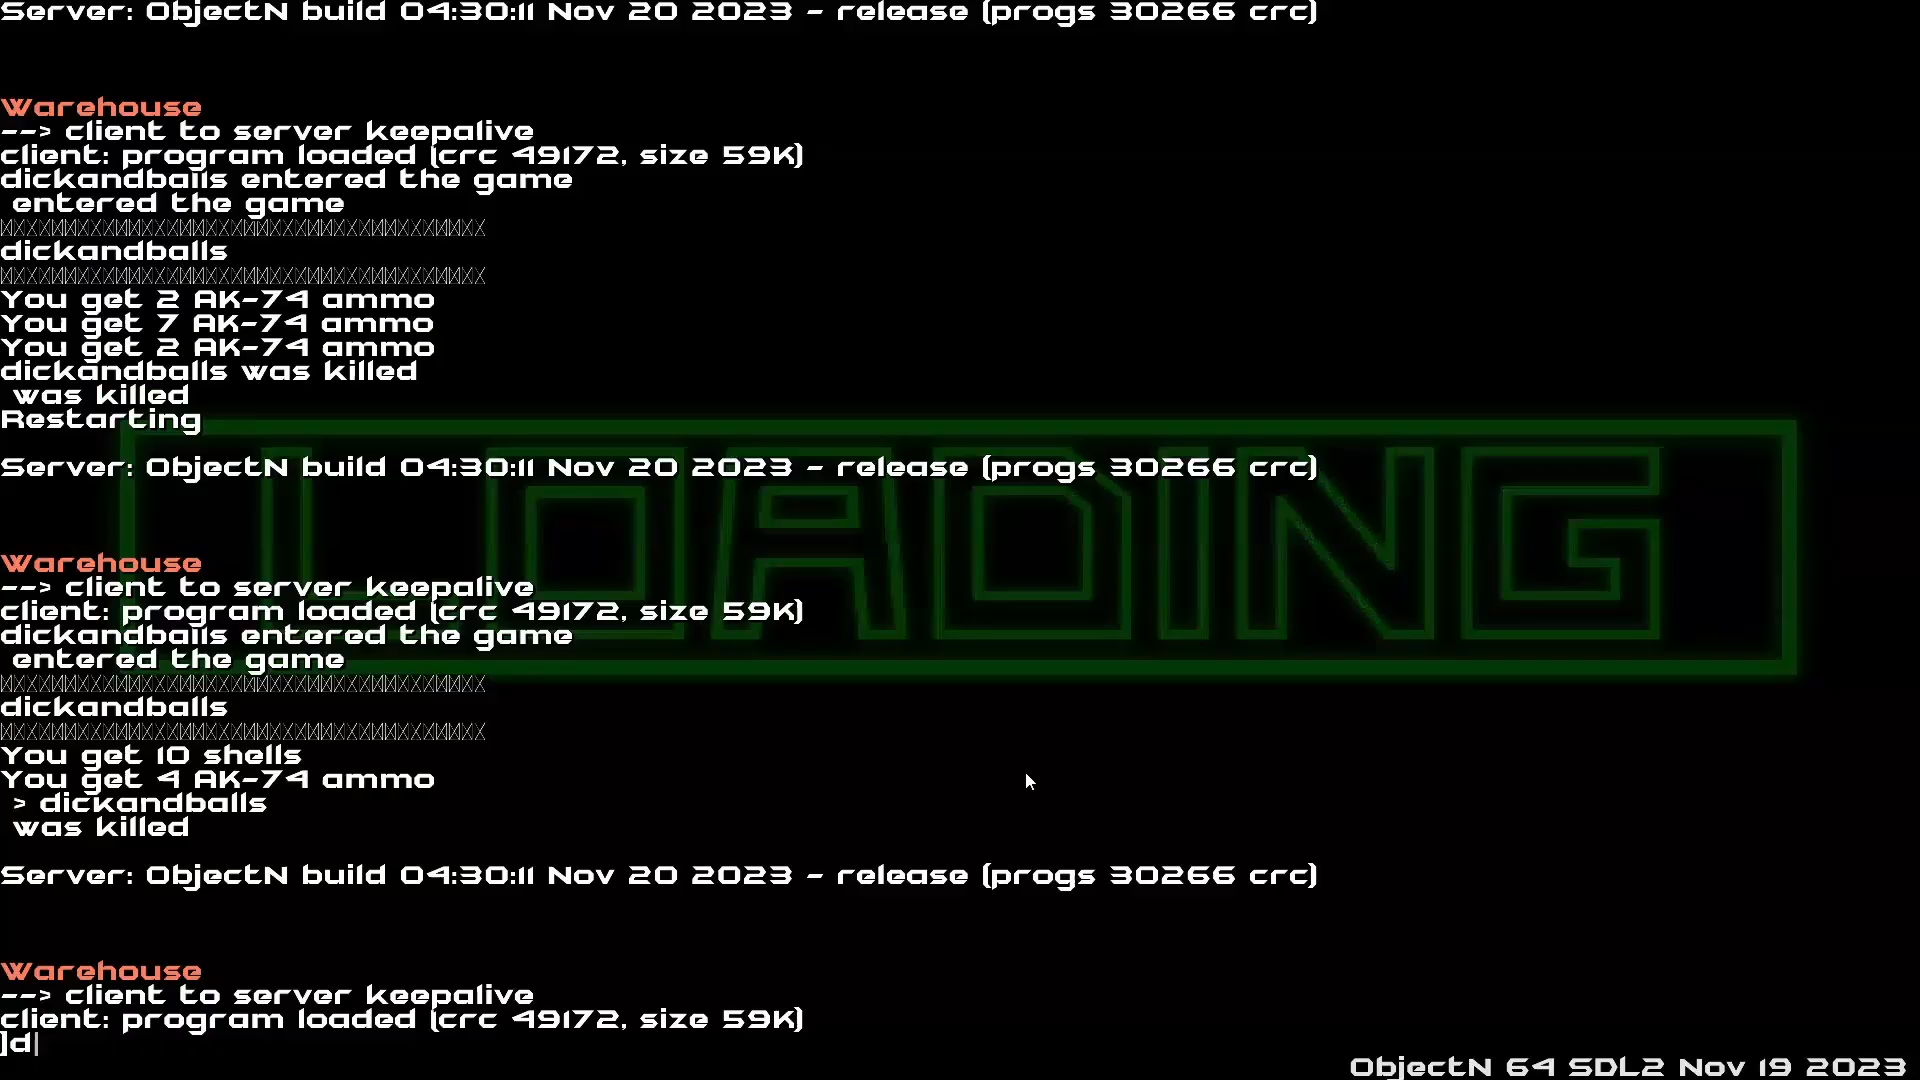 Server: ObjectN build 04:30:11 Nov 20 2023 - release (progs 30266 crc)
Warehouse
--> client to server keepalive
client: program loaded (crc 49172, size 59K)
dickandballs entered the game
entered the game
dickandballs
You get 2 AK-74 ammo
You get 7 AK-74 ammo
You get 2 AK-74 ammo
dickandballs was killed
was killed
Restarting
LOADING
Server: ObjectN build 04:30:11 Nov 20 2023 - release (progs 30266 crc)
Warehouse
--> client to server keepalive
client: program loaded (crc 49172, size 59K)
dickandballs entered the game
entered the game
dickandballs
You get 10 shells
You get 4 AK-74 ammo
> dickandballs
was killed
Server: ObjectN build 04:30:11 Nov 20 2023 - release (progs 30266 crc)
Warehouse
--> client to server keepalive
client: program loaded (crc 49172, size 59K)
]d
ObjectN 64 SDL2 Nov 19 2023